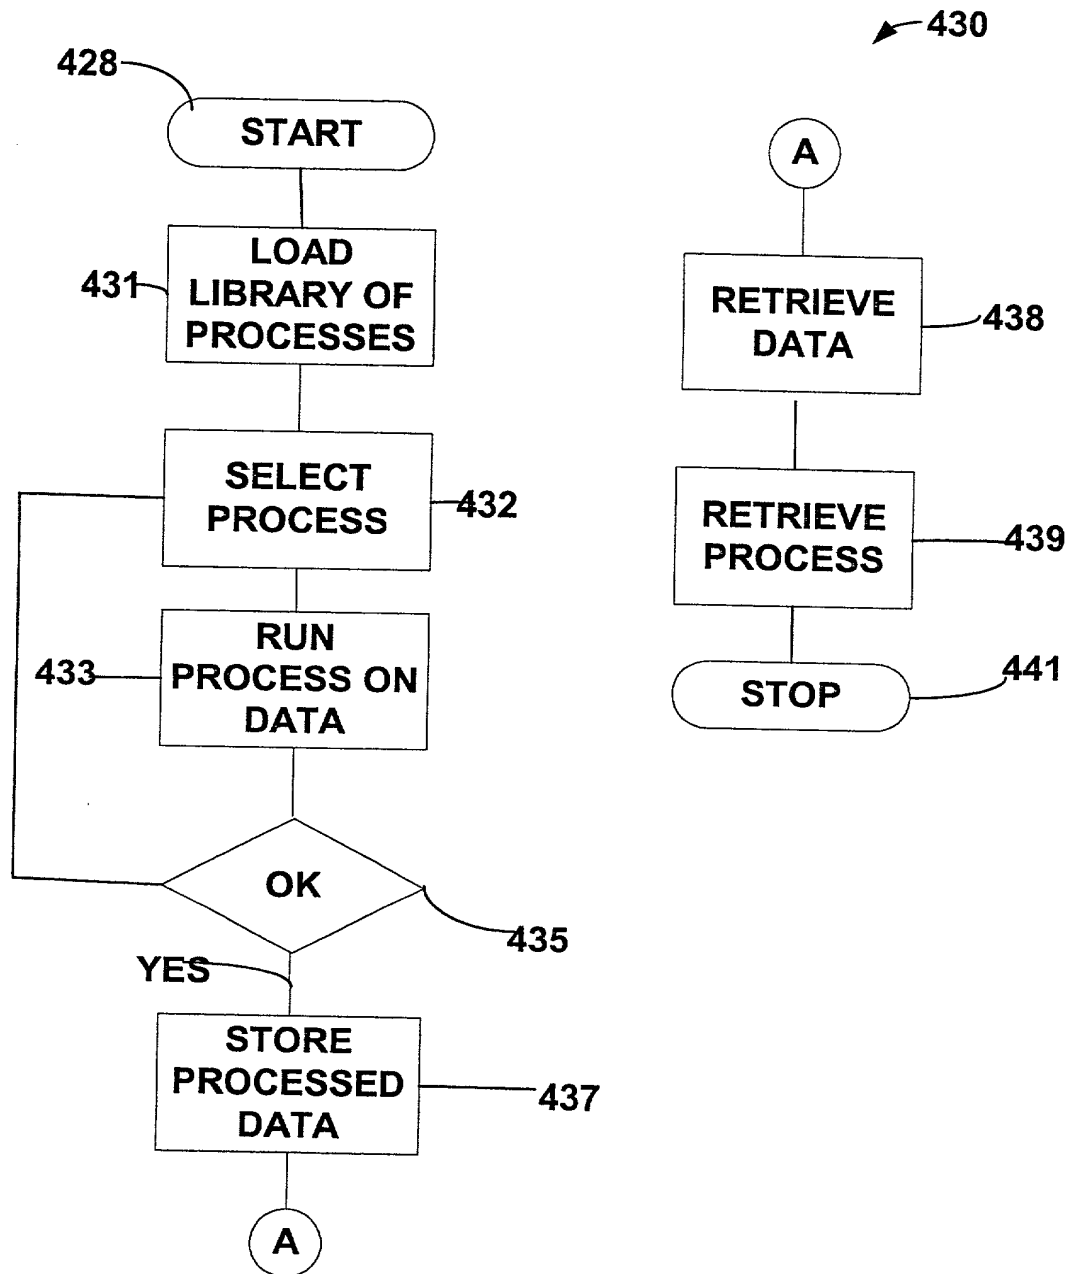 430
428
START
LOAD
LIBRARY OF
PROCESSES
431
SELECT
PROCESS
432
RUN
PROCESS ON
DATA
433
OK
435
YES
STORE
PROCESSED
DATA
437
A
A
RETRIEVE
DATA
438
RETRIEVE
PROCESS
439
STOP
441